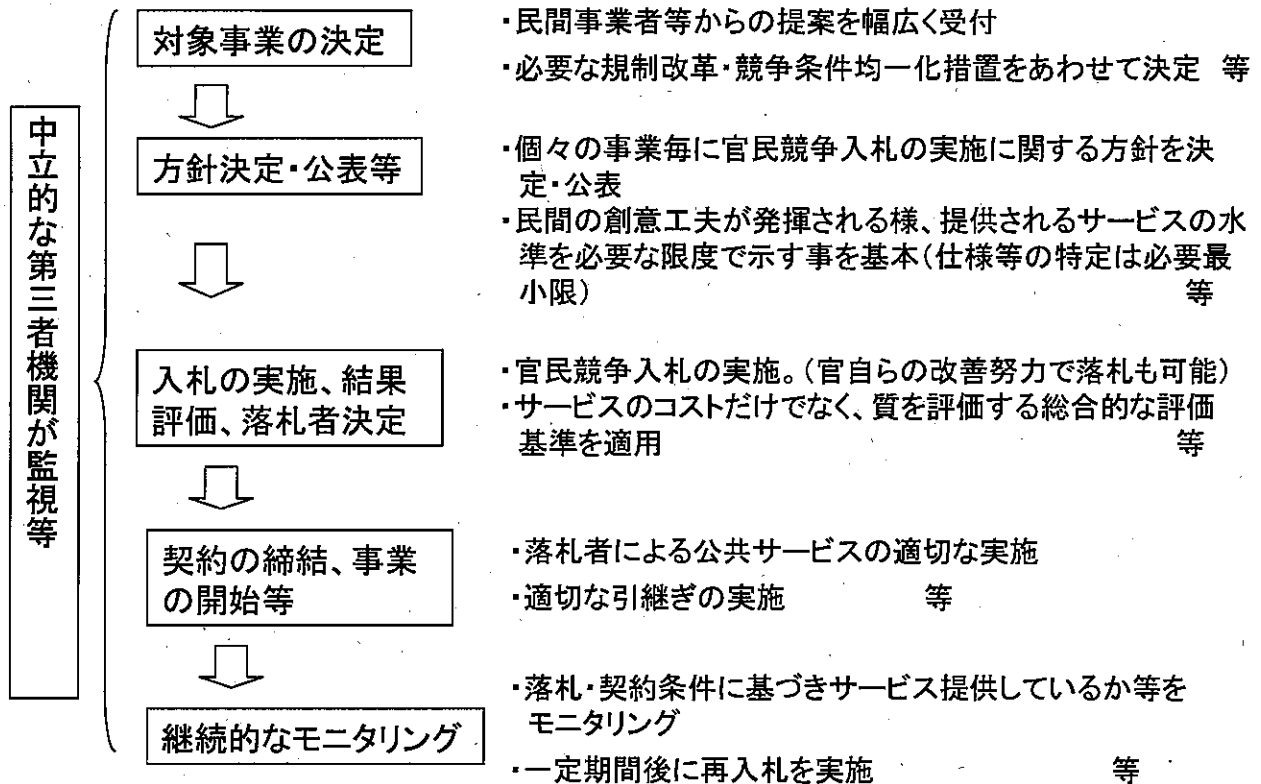 中立的な第三者機関が監視等
対象事業の決定
・民間事業者等からの提案を幅広く受付
・必要な規制改革・競争条件均一化措置をあわせて決定 等
方針決定・公表等
・個々の事業毎に官民競争入札の実施に関する方針を決
定・公表
・民間の創意工夫が発揮される様、提供されるサービスの水
準を必要な限度で示す事を基本（仕様等の特定は必要最
小限） 等
入札の実施、結果
評価、落札者決定
・官民競争入札の実施。（官自らの改善努力で落札も可能）
・サービスのコストだけでなく、質を評価する総合的な評価
基準を適用 等
契約の締結、事業
の開始等
・落札者による公共サービスの適切な実施
・適切な引継ぎの実施 等
継続的なモニタリング
・落札・契約条件に基づきサービス提供しているか等を
モニタリング
・一定期間後に再入札を実施 等